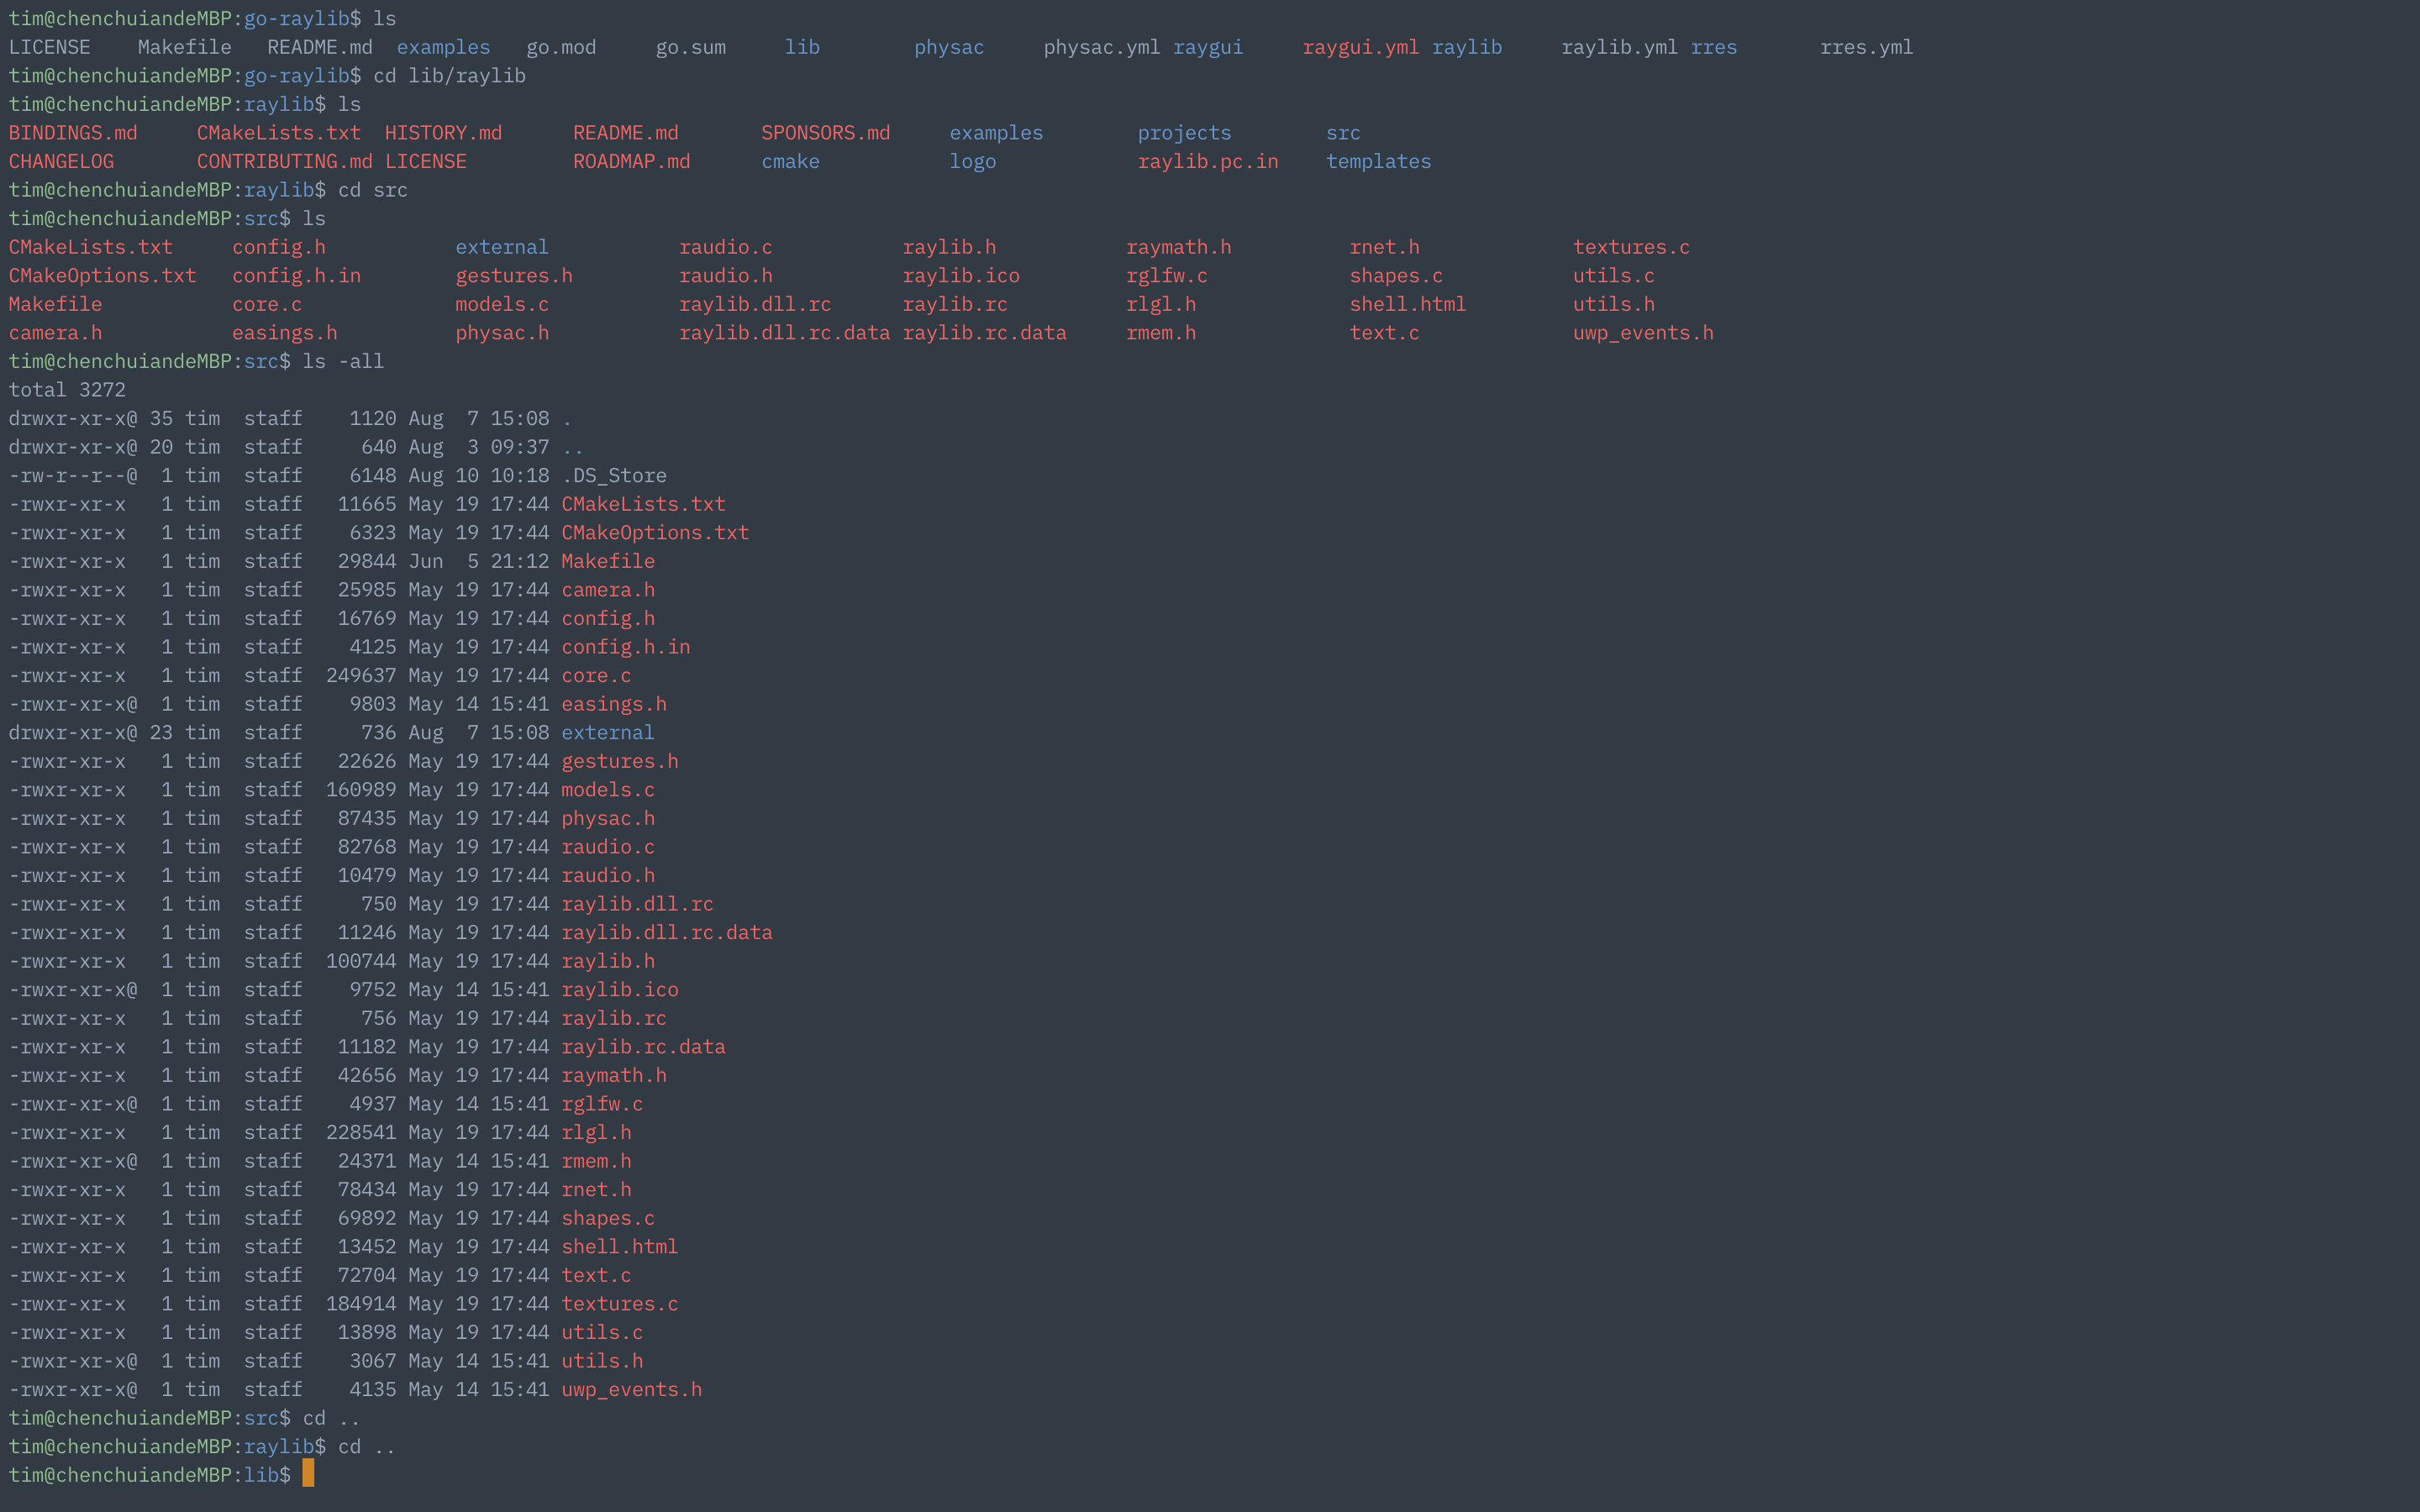 tim@chenchuiandeMBP:go-raylib$ ls
LICENSE    Makefile   README.md  examples   go.mod     go.sum     lib        physac     physac.yml raygui     raygui.yml raylib     raylib.yml rres       rres.yml
tim@chenchuiandeMBP:go-raylib$ cd lib/raylib
tim@chenchuiandeMBP:raylib$ ls
BINDINGS.md     CMakeLists.txt  HISTORY.md      README.md       SPONSORS.md     examples        projects        src
CHANGELOG       CONTRIBUTING.md LICENSE         ROADMAP.md      cmake           logo            raylib.pc.in    templates
tim@chenchuiandeMBP:raylib$ cd src
tim@chenchuiandeMBP:src$ ls
CMakeLists.txt     config.h           external           raudio.c           raylib.h           raymath.h          rnet.h             textures.c
CMakeOptions.txt   config.h.in        gestures.h         raudio.h           raylib.ico         rglfw.c            shapes.c           utils.c
Makefile           core.c             models.c           raylib.dll.rc      raylib.rc          rlgl.h             shell.html         utils.h
camera.h           easings.h          physac.h           raylib.dll.rc.data raylib.rc.data     rmem.h             text.c             uwp_events.h
tim@chenchuiandeMBP:src$ ls -all
total 3272
drwxr-xr-x@ 35 tim  staff    1120 Aug  7 15:08 .
drwxr-xr-x@ 20 tim  staff     640 Aug  3 09:37 ..
-rw-r--r--@  1 tim  staff    6148 Aug 10 10:18 .DS_Store
-rwxr-xr-x   1 tim  staff   11665 May 19 17:44 CMakeLists.txt
-rwxr-xr-x   1 tim  staff    6323 May 19 17:44 CMakeOptions.txt
-rwxr-xr-x   1 tim  staff   29844 Jun  5 21:12 Makefile
-rwxr-xr-x   1 tim  staff   25985 May 19 17:44 camera.h
-rwxr-xr-x   1 tim  staff   16769 May 19 17:44 config.h
-rwxr-xr-x   1 tim  staff    4125 May 19 17:44 config.h.in
-rwxr-xr-x   1 tim  staff  249637 May 19 17:44 core.c
-rwxr-xr-x@  1 tim  staff    9803 May 14 15:41 easings.h
drwxr-xr-x@ 23 tim  staff     736 Aug  7 15:08 external
-rwxr-xr-x   1 tim  staff   22626 May 19 17:44 gestures.h
-rwxr-xr-x   1 tim  staff  160989 May 19 17:44 models.c
-rwxr-xr-x   1 tim  staff   87435 May 19 17:44 physac.h
-rwxr-xr-x   1 tim  staff   82768 May 19 17:44 raudio.c
-rwxr-xr-x   1 tim  staff   10479 May 19 17:44 raudio.h
-rwxr-xr-x   1 tim  staff     750 May 19 17:44 raylib.dll.rc
-rwxr-xr-x   1 tim  staff   11246 May 19 17:44 raylib.dll.rc.data
-rwxr-xr-x   1 tim  staff  100744 May 19 17:44 raylib.h
-rwxr-xr-x@  1 tim  staff    9752 May 14 15:41 raylib.ico
-rwxr-xr-x   1 tim  staff     756 May 19 17:44 raylib.rc
-rwxr-xr-x   1 tim  staff   11182 May 19 17:44 raylib.rc.data
-rwxr-xr-x   1 tim  staff   42656 May 19 17:44 raymath.h
-rwxr-xr-x@  1 tim  staff    4937 May 14 15:41 rglfw.c
-rwxr-xr-x   1 tim  staff  228541 May 19 17:44 rlgl.h
-rwxr-xr-x@  1 tim  staff   24371 May 14 15:41 rmem.h
-rwxr-xr-x   1 tim  staff   78434 May 19 17:44 rnet.h
-rwxr-xr-x   1 tim  staff   69892 May 19 17:44 shapes.c
-rwxr-xr-x   1 tim  staff   13452 May 19 17:44 shell.html
-rwxr-xr-x   1 tim  staff   72704 May 19 17:44 text.c
-rwxr-xr-x   1 tim  staff  184914 May 19 17:44 textures.c
-rwxr-xr-x   1 tim  staff   13898 May 19 17:44 utils.c
-rwxr-xr-x@  1 tim  staff    3067 May 14 15:41 utils.h
-rwxr-xr-x@  1 tim  staff    4135 May 14 15:41 uwp_events.h
tim@chenchuiandeMBP:src$ cd ..
tim@chenchuiandeMBP:raylib$ cd ..
tim@chenchuiandeMBP:lib$